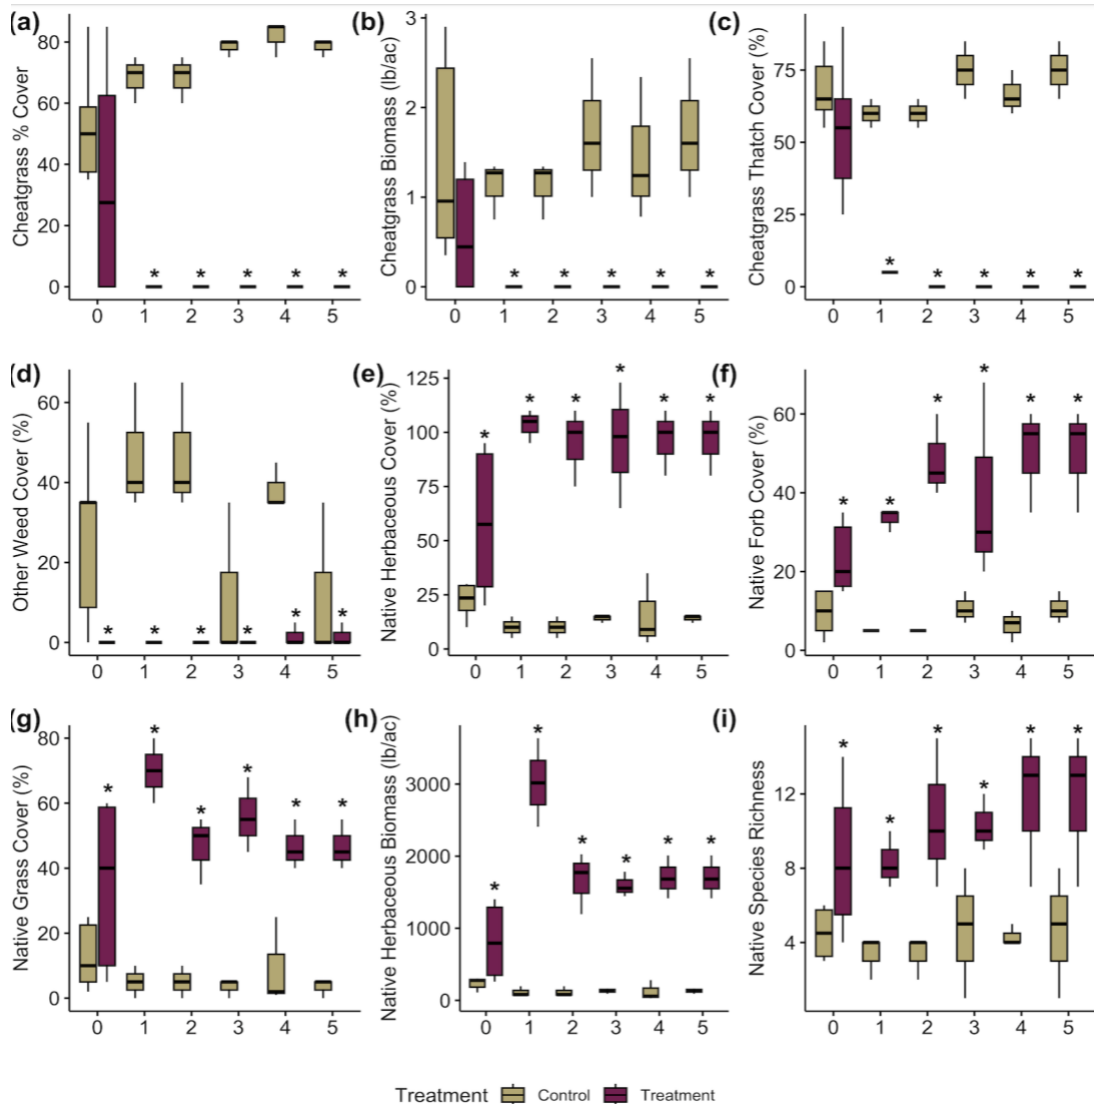 (a)
Cheatgrass % Cover
80
60
40
20
0
* * * * *
0 1 2 3 4 5
(b)
Cheatgrass Biomass (lb/ac)
3
2
1
0
* * * * *
0 1 2 3 4 5
(c)
Cheatgrass Thatch Cover (%)
75
50
25
0
* * * * *
0 1 2 3 4 5
(d)
Other Weed Cover (%)
60
40
20
0
* * * * * *
0 1 2 3 4 5
(e)
Native Herbaceous Cover (%)
125
100
75
50
25
0
* * * * * *
0 1 2 3 4 5
(f)
Native Forb Cover (%)
60
40
20
0
* * * * * *
0 1 2 3 4 5
(g)
Native Grass Cover (%)
80
60
40
20
0
* * * * * *
0 1 2 3 4 5
(h)
Native Herbaceous Biomass (lb/ac)
3000
2000
1000
0
* * * * * *
0 1 2 3 4 5
(i)
Native Species Richness
12
8
4
* * * * * *
0 1 2 3 4 5
Treatment Control Treatment